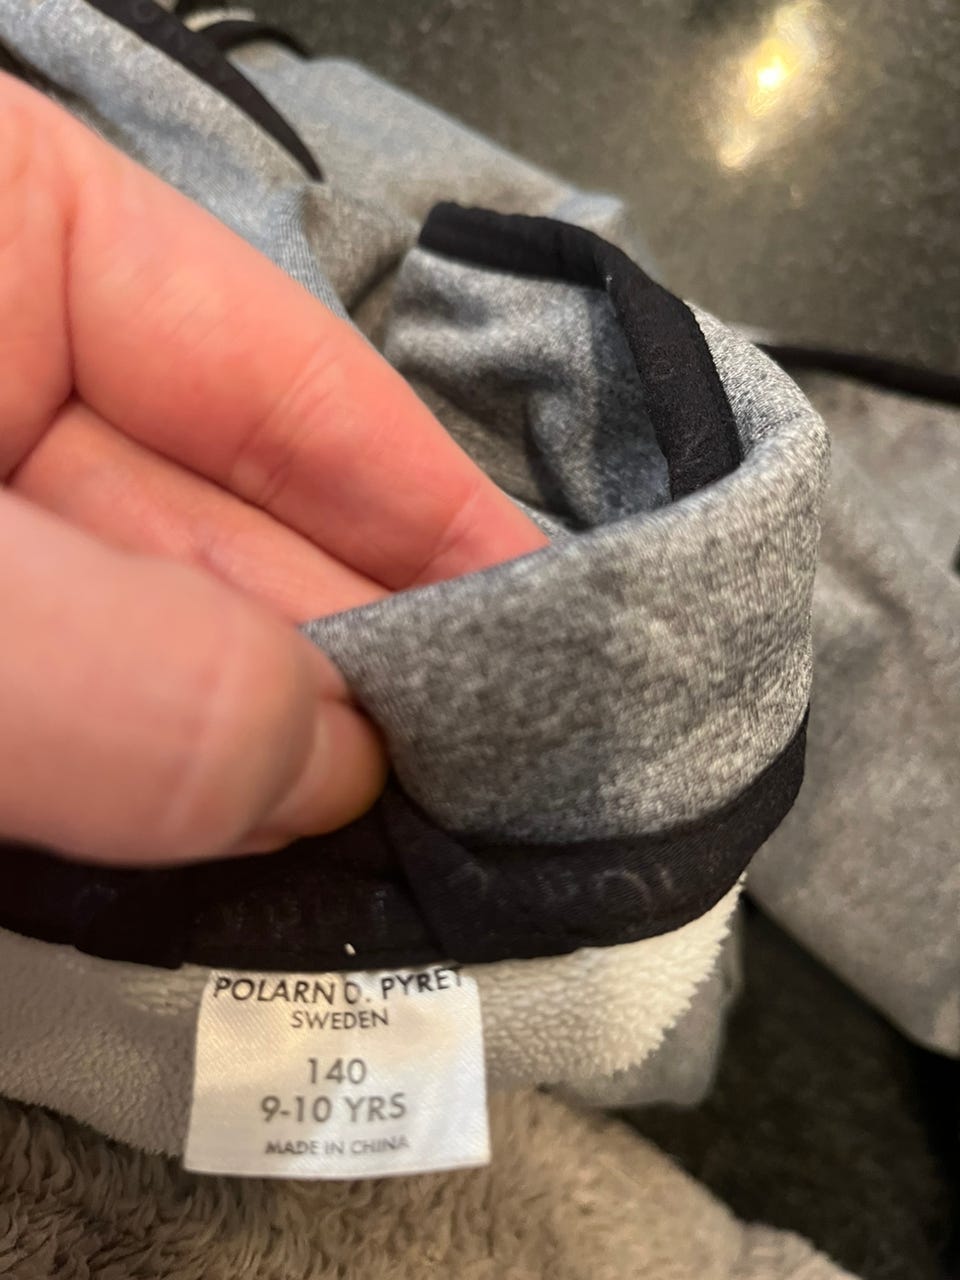 POLARN O. PYRET
SWEDEN
140
9-10 YRS
MADE IN CHINA